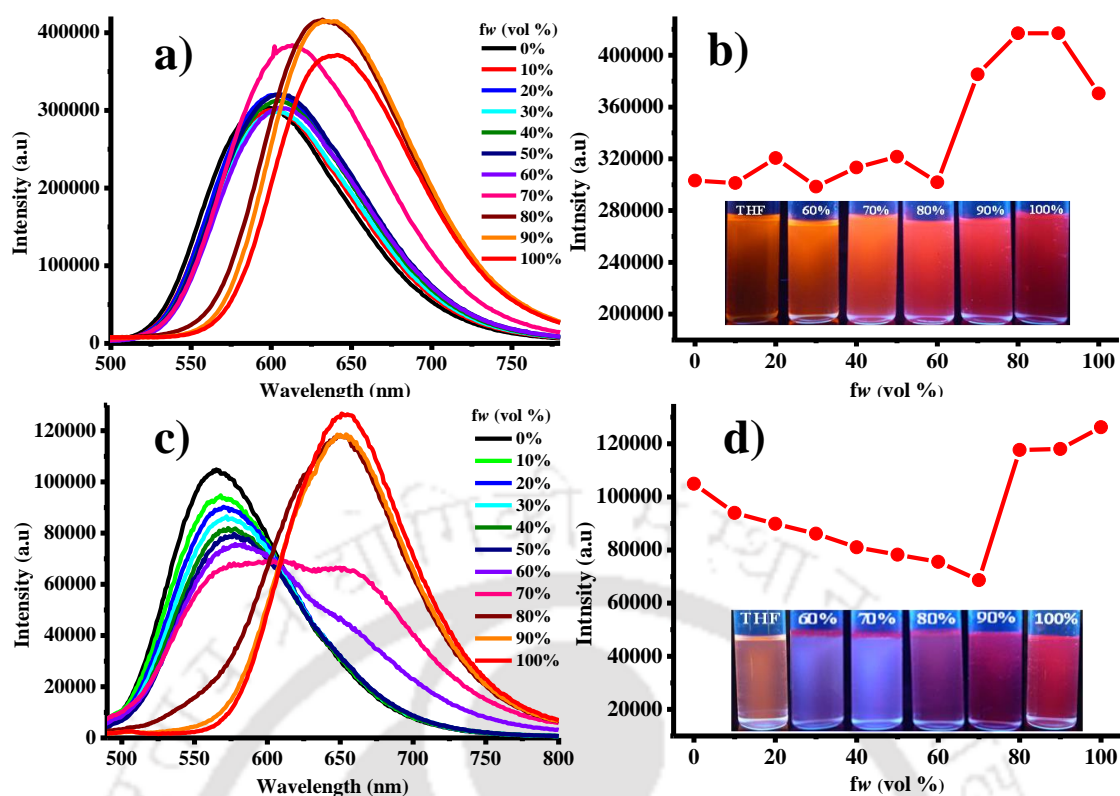 a)
fw (vol %)
0%
10%
20%
30%
40%
50%
60%
70%
80%
90%
100%
Intensity (a.u)
400000
300000
200000
100000
0
500 550 600 650 700 750
Wavelength (nm)
b)
Intnsity (a.u)
400000
360000
320000
280000
240000
200000
THF 60% 70% 80% 90% 100%
0 20 40 60 80 100
fw (vol %)
c)
fw (vol %)
0%
10%
20%
30%
40%
50%
60%
70%
80%
90%
100%
Intensity (a.u)
120000
100000
80000
60000
40000
20000
0
500 550 600 650 700 750 800
Wavelength (nm)
d)
Intnsity (a.u)
120000
100000
80000
60000
40000
20000
THF 60% 70% 80% 90% 100%
0 20 40 60 80 100
fw (vol %)